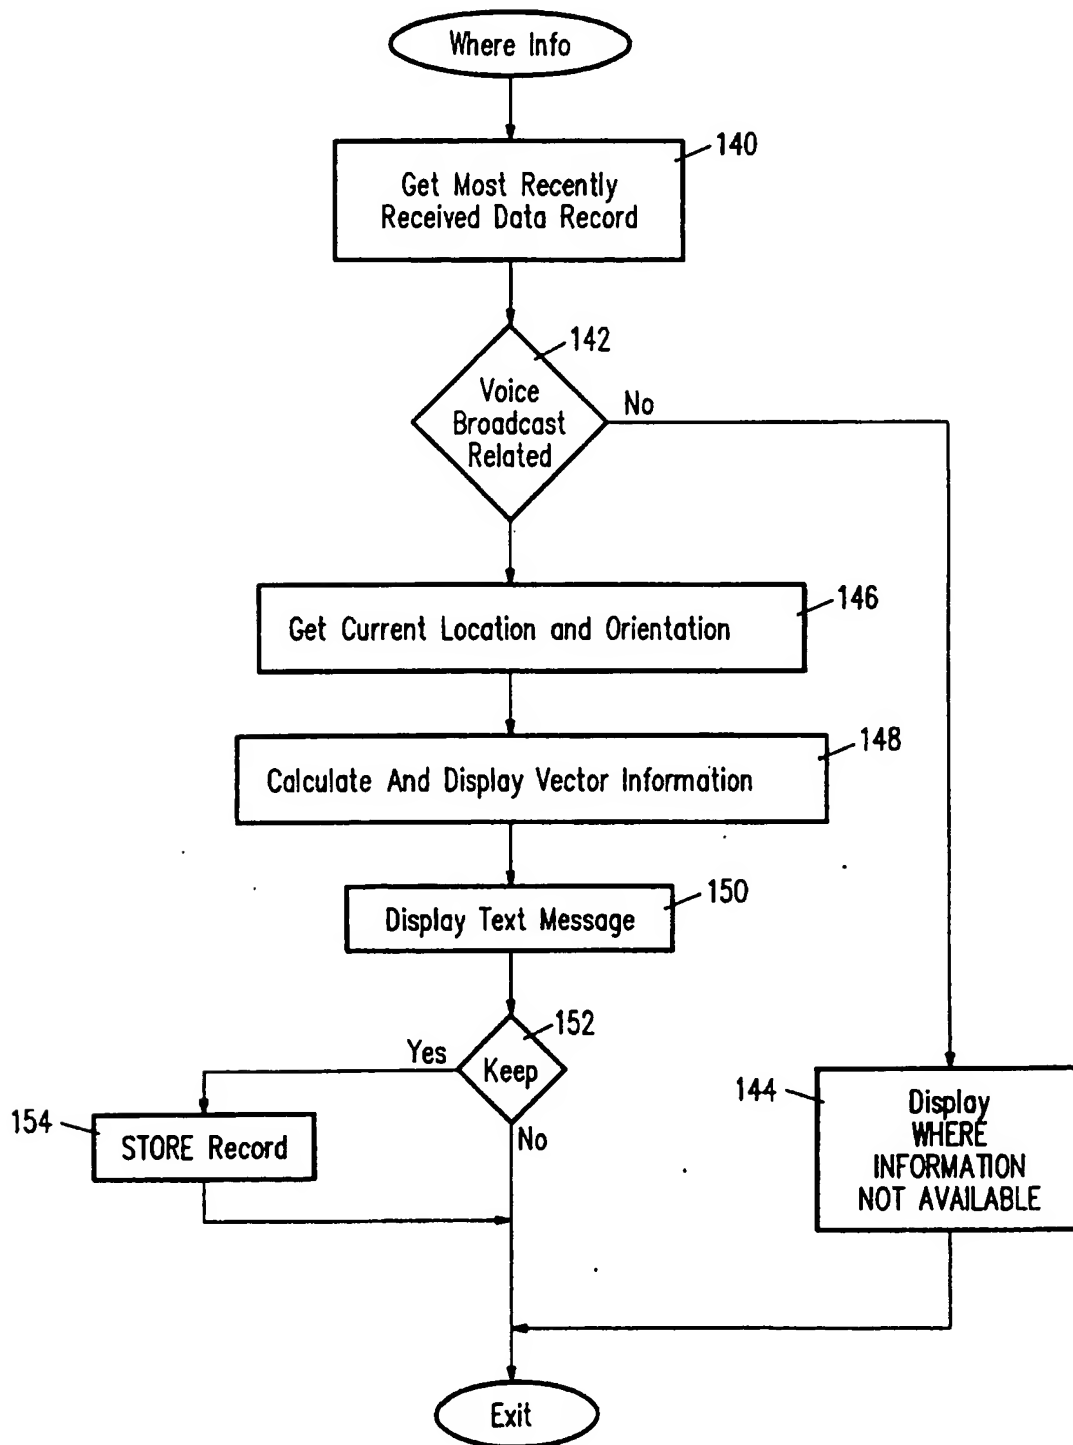 Where Info
140
Get Most Recently
Received Data Record
142
Voice
Broadcast
Related
No
146
Get Current Location and Orientation
148
Calculate And Display Vector Information
150
Display Text Message
152
Yes
Keep
No
154
STORE Record
144
Display
WHERE
INFORMATION
NOT AVAILABLE
Exit